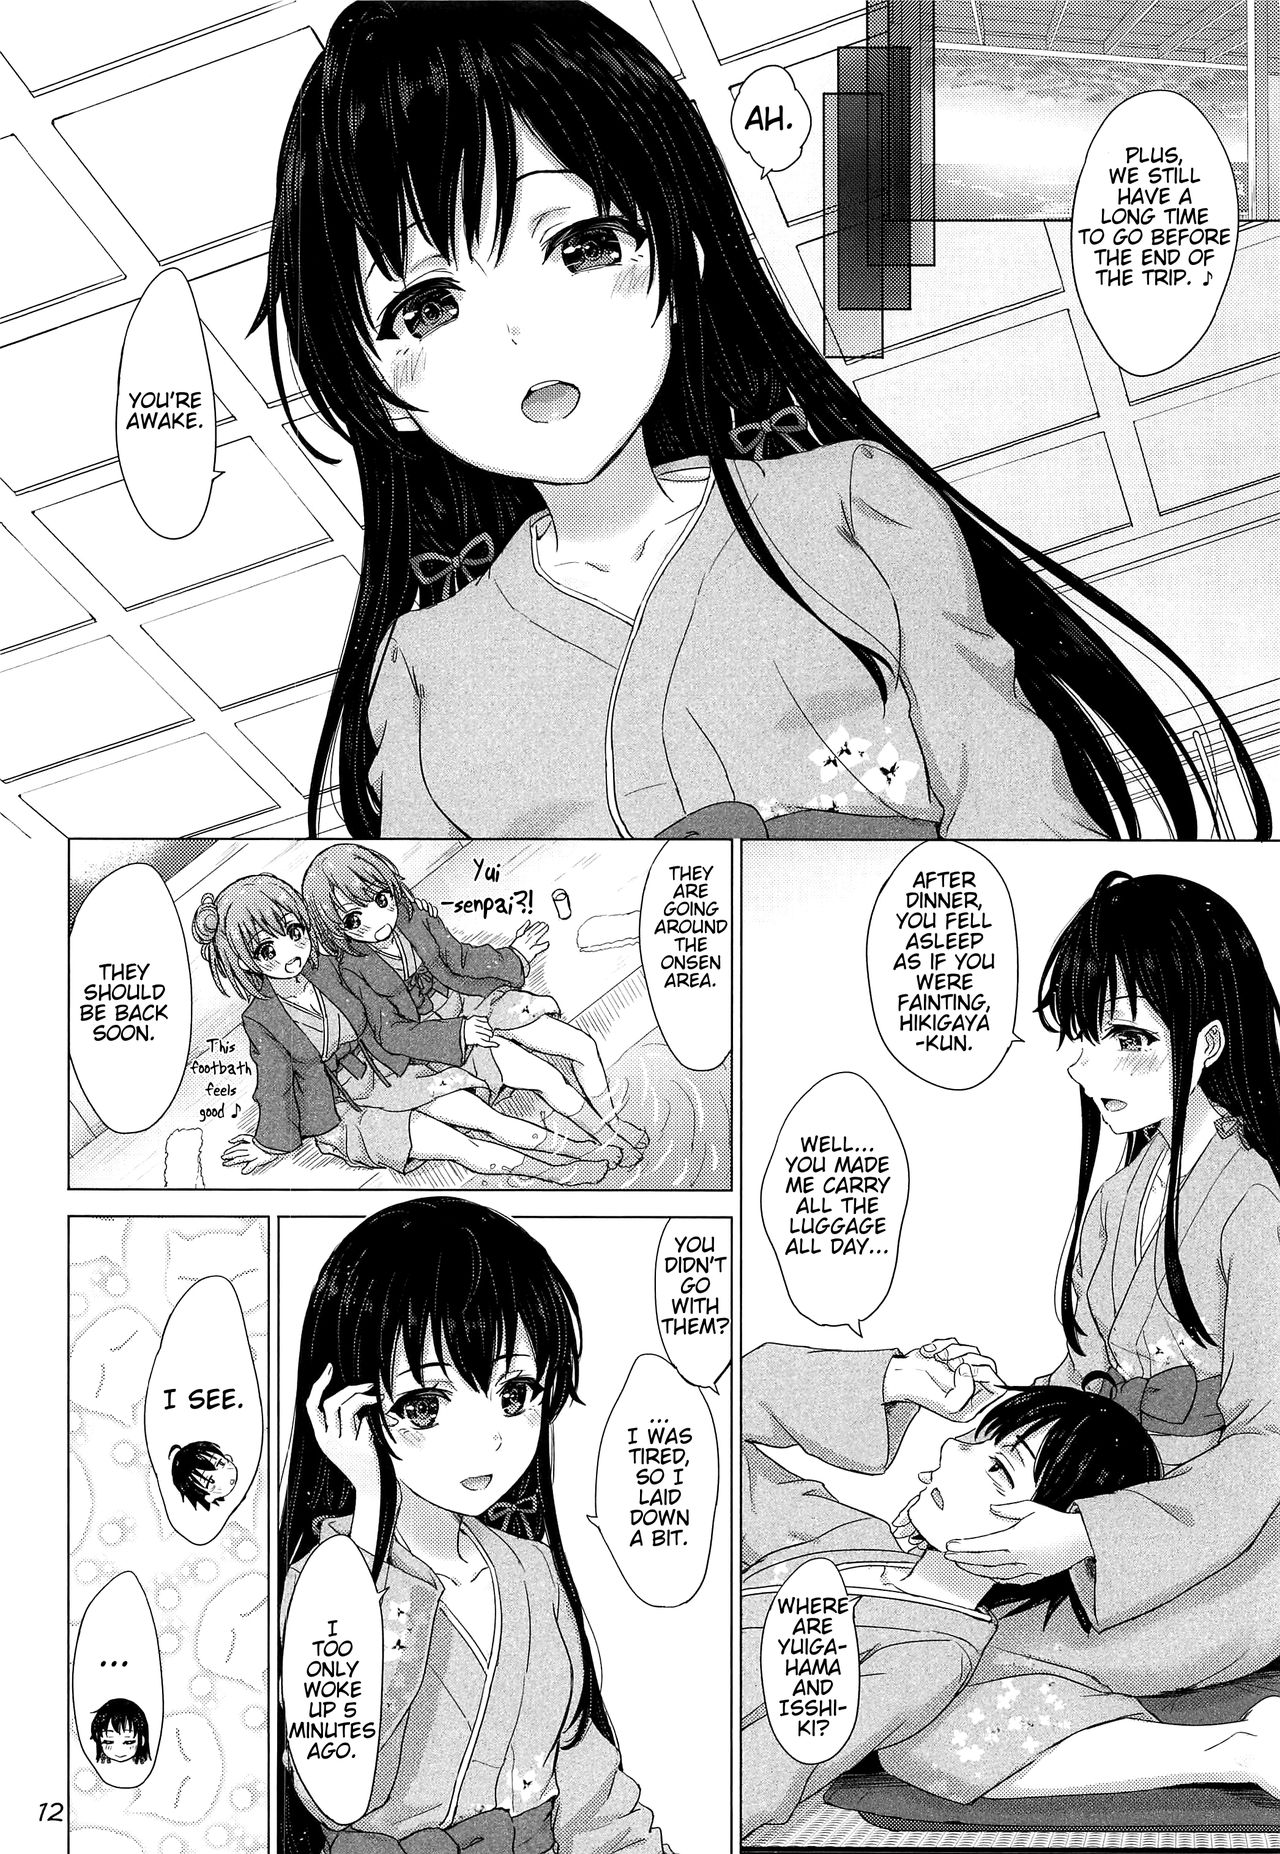 PLUS,
WE STILL
HAVE A
LONG TIME
TO GO BEFORE
THE END OF
THE TRIP. ♪
AH.
YOU'RE
AWAKE.
AFTER
DINNER,
YOU FELL
ASLEEP
AS IF YOU
WERE
FAINTING,
HIKIGAYA
-KUN.
WELL...
YOU MADE
ME CARRY
ALL THE
LUGGAGE
ALL DAY...
WHERE
ARE
YUIGA-
HAMA
AND
ISSHI-
KI?
THEY
ARE
GOING
AROUND
THE
ONSEN
AREA.
Yui
-senpai?!
This
footbath
feels
good ♪
THEY
SHOULD
BE BACK
SOON.
YOU
DIDN'T
GO
WITH
THEM?
...
I WAS
TIRED,
SO I
LAID
DOWN
A BIT.
I
TOO
ONLY
WOKE
UP 5
MINUTES
AGO.
I SEE.
...
12